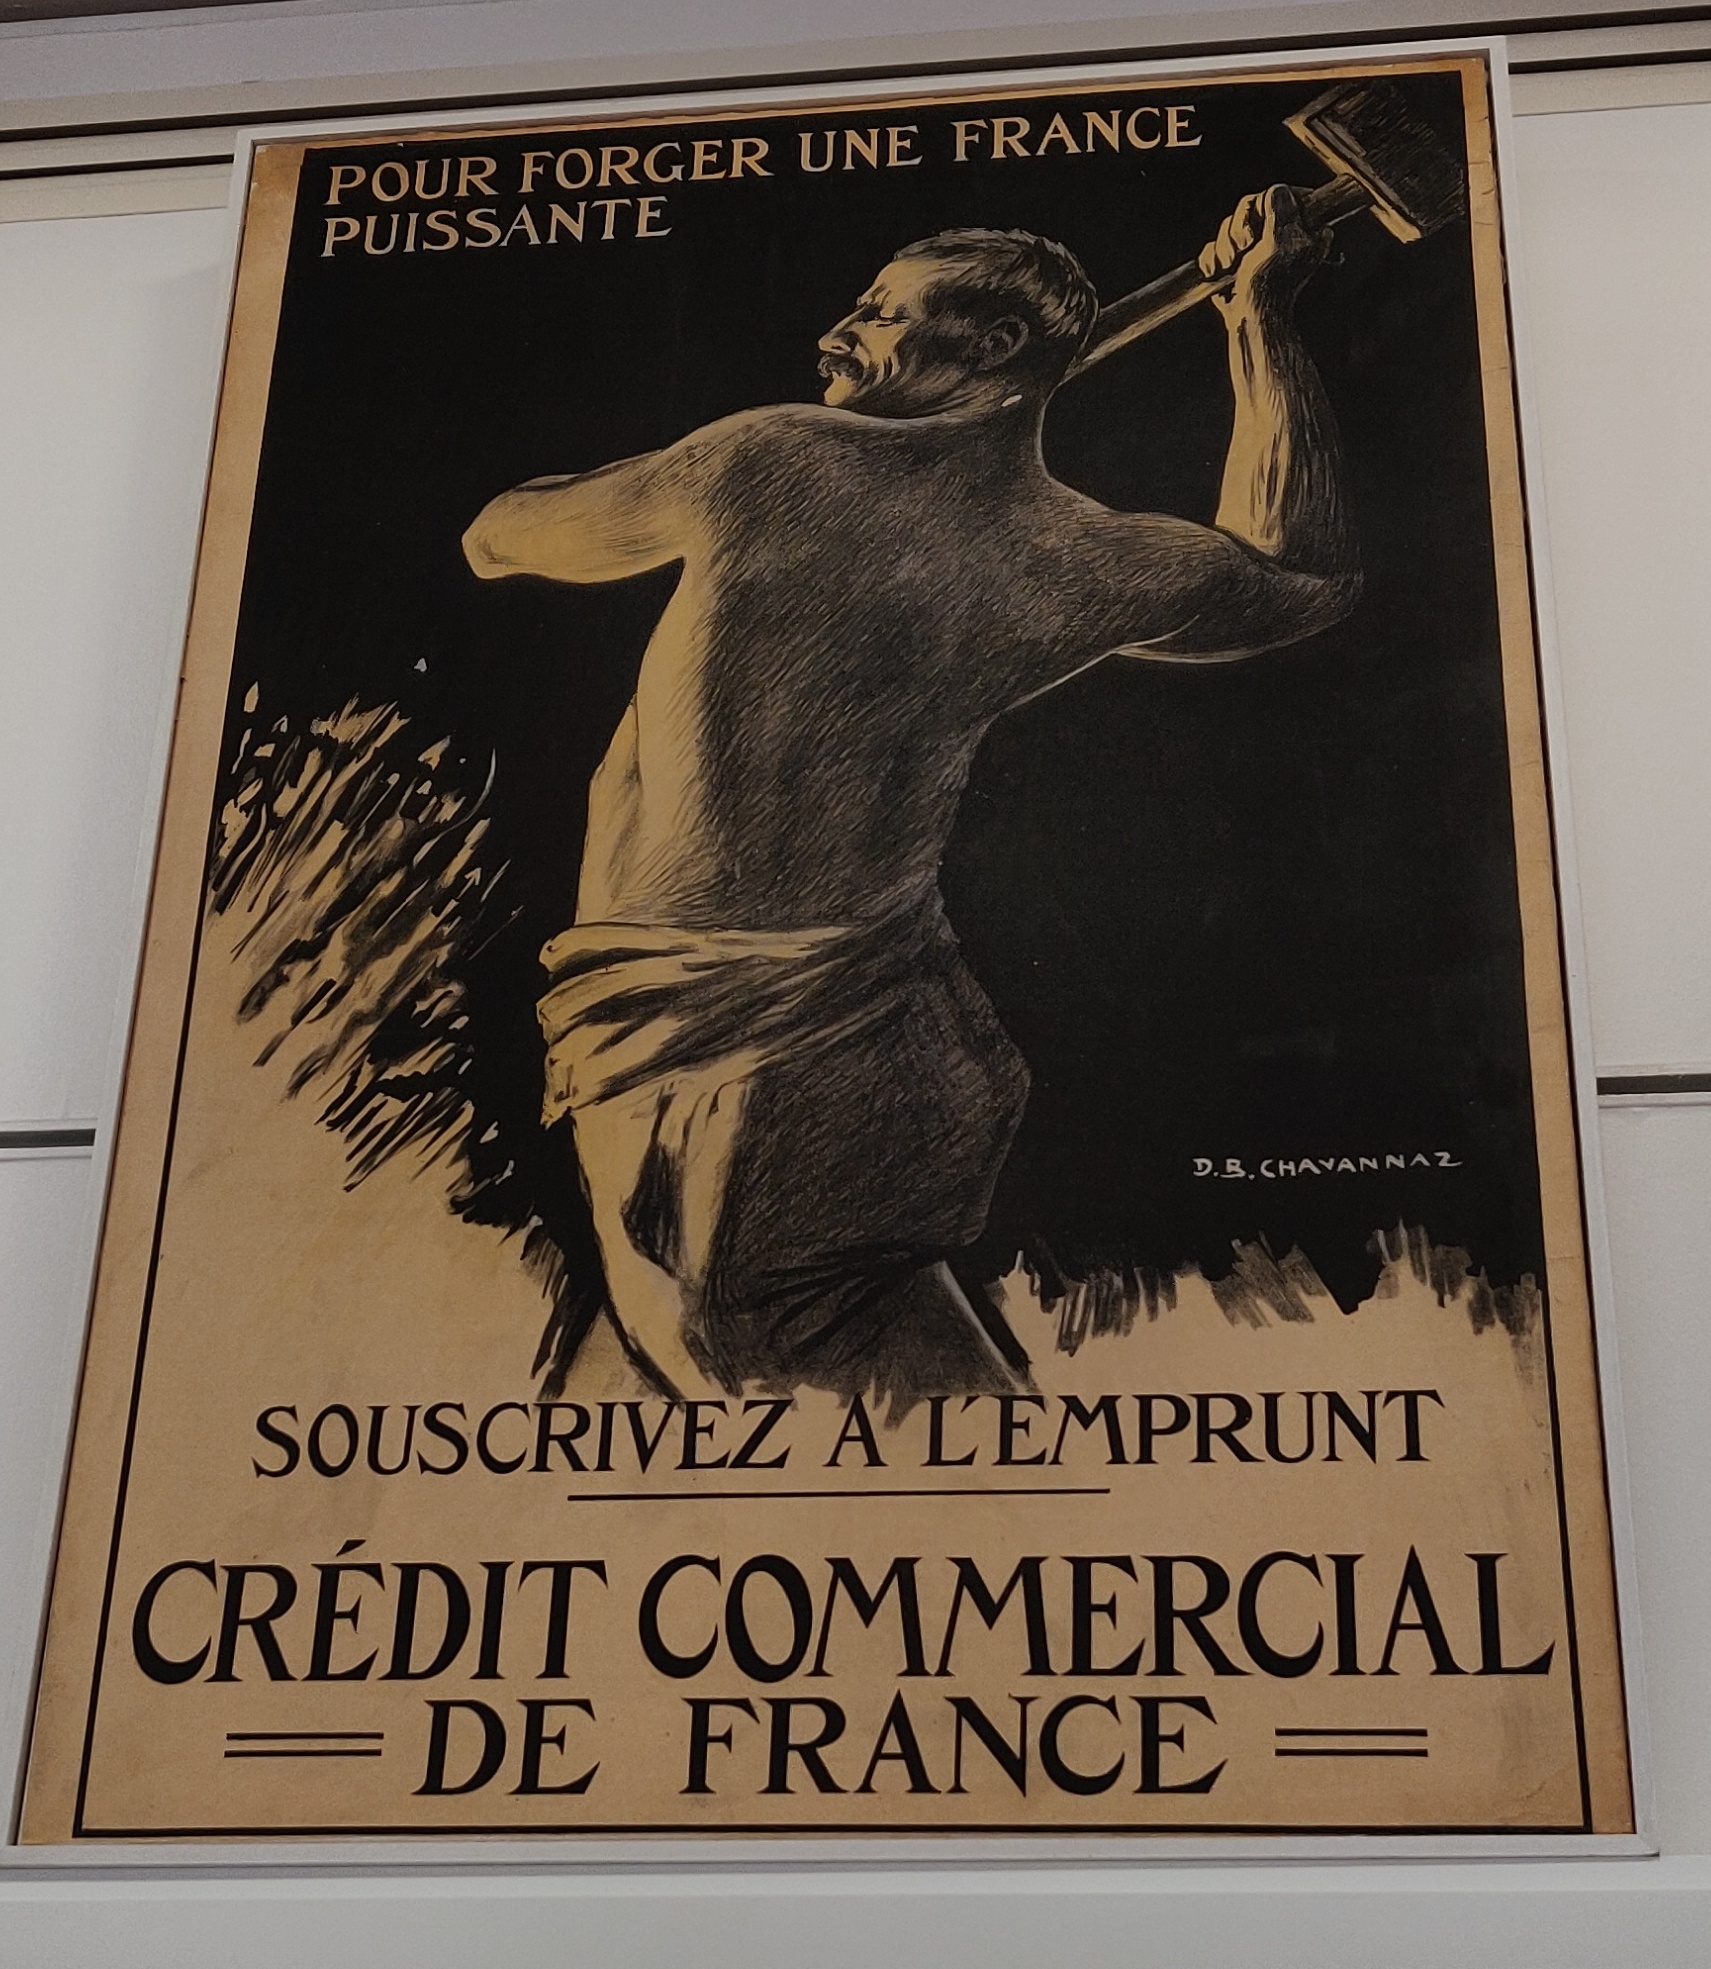 POUR FORGER UNE FRANCE
PUISSANTE
D.B.CHAVANNAZ
SOUSCRIVEZ A L'EMPRUNT
CRÉDIT COMMERCIAL
DE FRANCE